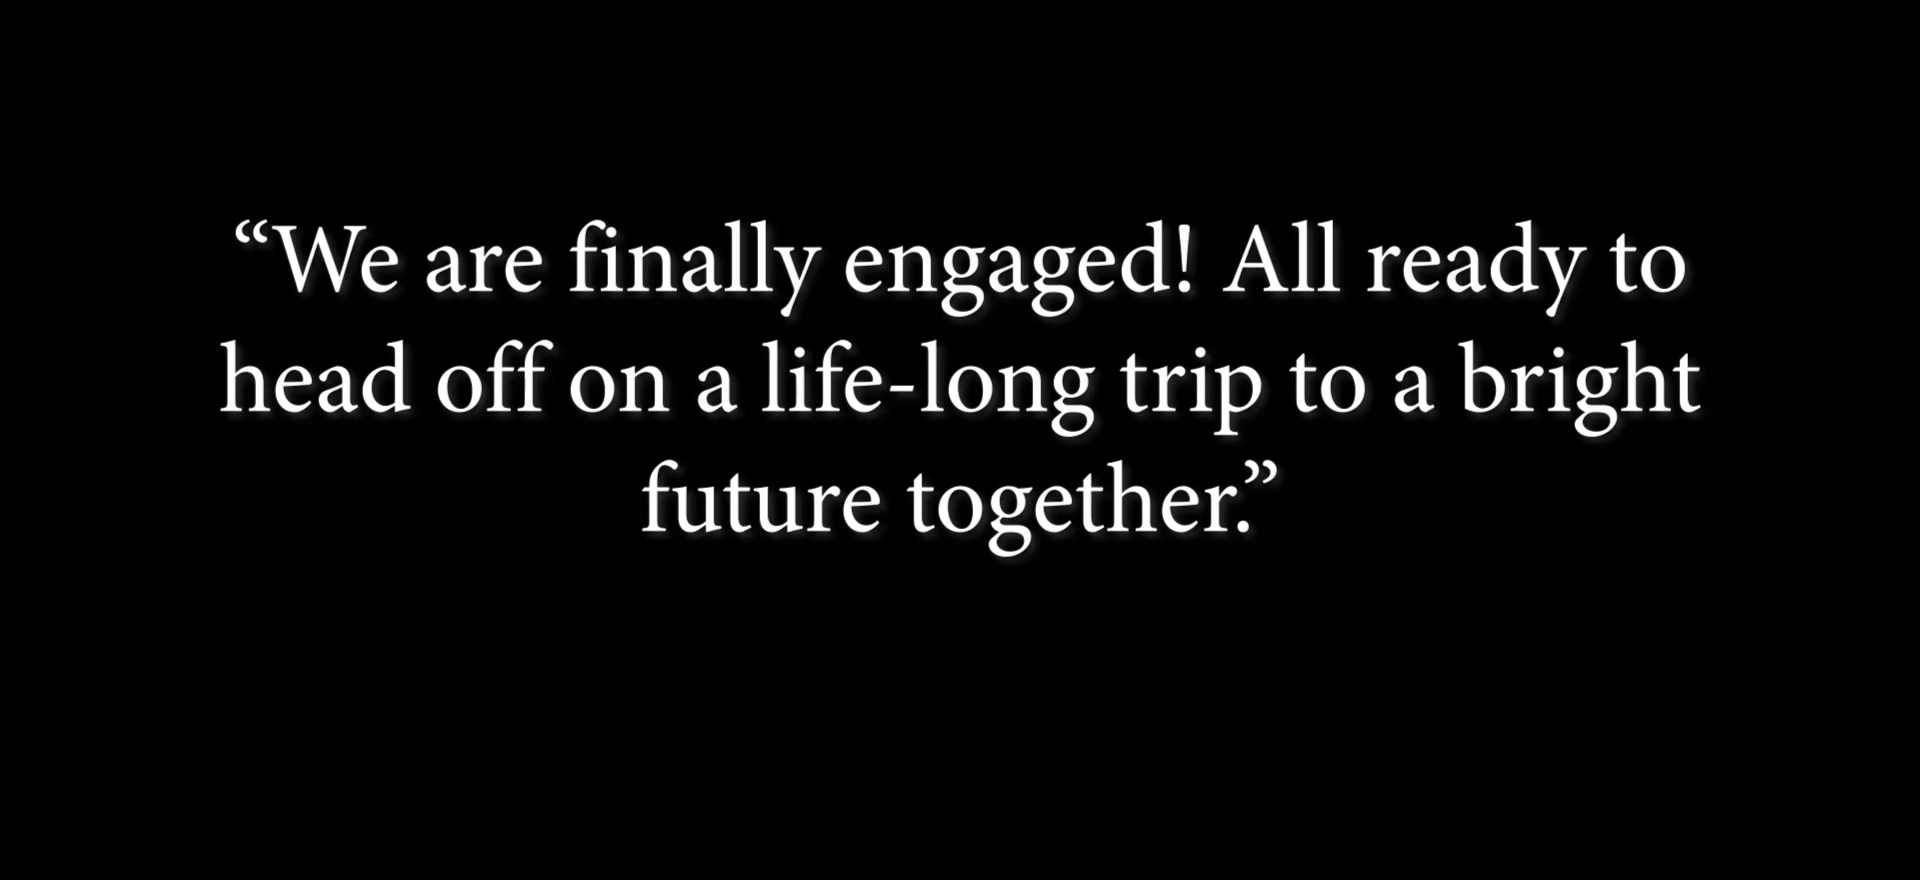 “We are finally engaged! All ready to
head off on a life-long trip to a bright
future together.”